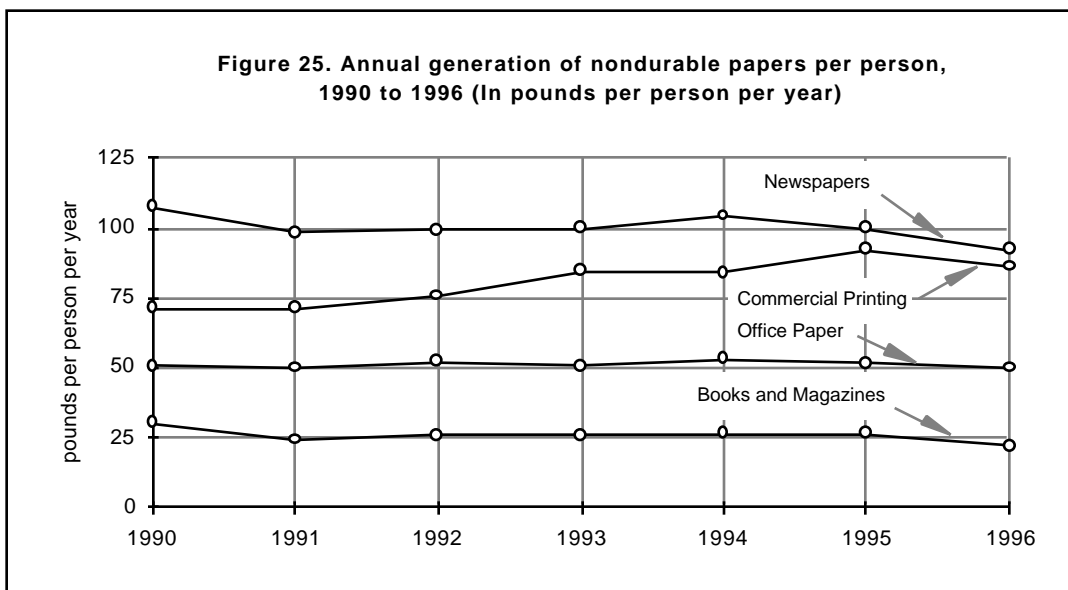 Figure 25. Annual generation of nondurable papers per person,
1990 to 1996 (In pounds per person per year)
pounds per person per year
125
100
75
50
25
0
Newspapers
Commercial Printing
Office Paper
Books and Magazines
1990 1991 1992 1993 1994 1995 1996